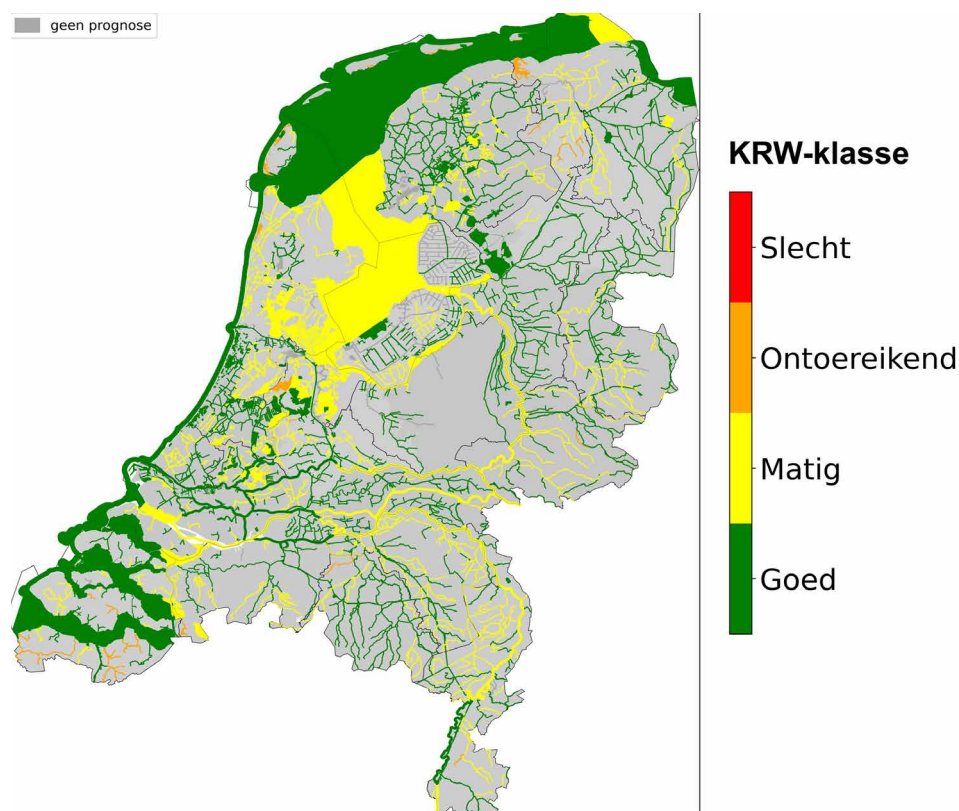 geen prognose
KRW-klasse
Slecht
Ontoereikend
Matig
Goed